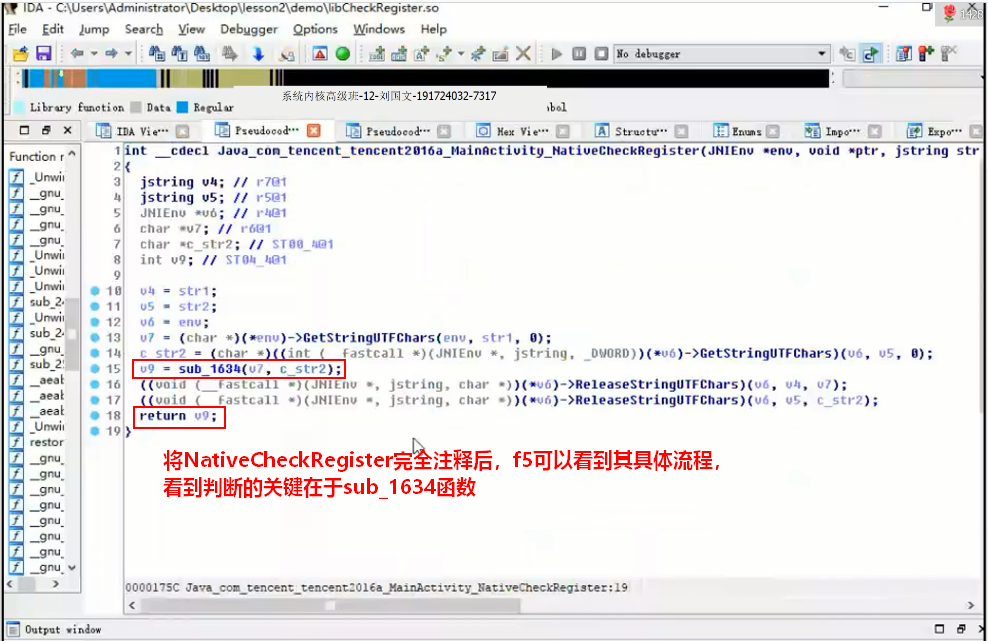 IDA - C:\Users\Administrator\Desktop\lesson2\demo\libCheckRegister.so
File Edit Jump Search View Debugger Options Windows Help
No debugger
系统内核高级班-12-刘国文-191724032-7317
Library function Data Regular
IDA Vie··· Pseudocod··· Pseudocod··· Hex Vie··· Structu··· Enums Impo··· Expo···
Function n
_Unwi
__gnu_
__gnu_
__gnu_
__gnu_
_Unwi
_Unwi
_Unwi
sub_24
_Unwi
sub_24
__gnu_
sub_2
__aeab
__aeab
__aeab
_Unwi
restor
__gnu_
__gnu_
__gnu_
__gnu_
__gnu_
__gnu_
__gnu_
__gnu_
1 int __cdecl Java_com_tencent_tencent2016a_MainActivity_NativeCheckRegister(JNIEnv *env, void *ptr, jstring str
2 {
3 jstring v4; // r7@1
4 jstring v5; // r5@1
5 JNIEnv *v6; // r4@1
6 char *v7; // r6@1
7 char *c_str2; // ST00_4@1
8 int v9; // ST04_4@1
9
10 v4 = str1;
11 v5 = str2;
12 v6 = env;
13 v7 = (char *)(*env)->GetStringUTFChars(env, str1, 0);
14 c_str2 = (char *)((int (__fastcall *)(JNIEnv *, jstring, _DWORD))(*v6)->GetStringUTFChars)(v6, v5, 0);
15 v9 = sub_1634(v7, c_str2);
16 ((void (__fastcall *)(JNIEnv *, jstring, char *))(*v6)->ReleaseStringUTFChars)(v6, v4, v7);
17 ((void (__fastcall *)(JNIEnv *, jstring, char *))(*v6)->ReleaseStringUTFChars)(v6, v5, c_str2);
18 return v9;
19 }
将NativeCheckRegister完全注释后，f5可以看到其具体流程，
看到判断的关键在于sub_1634函数
0000175C Java_com_tencent_tencent2016a_MainActivity_NativeCheckRegister:19
Output window